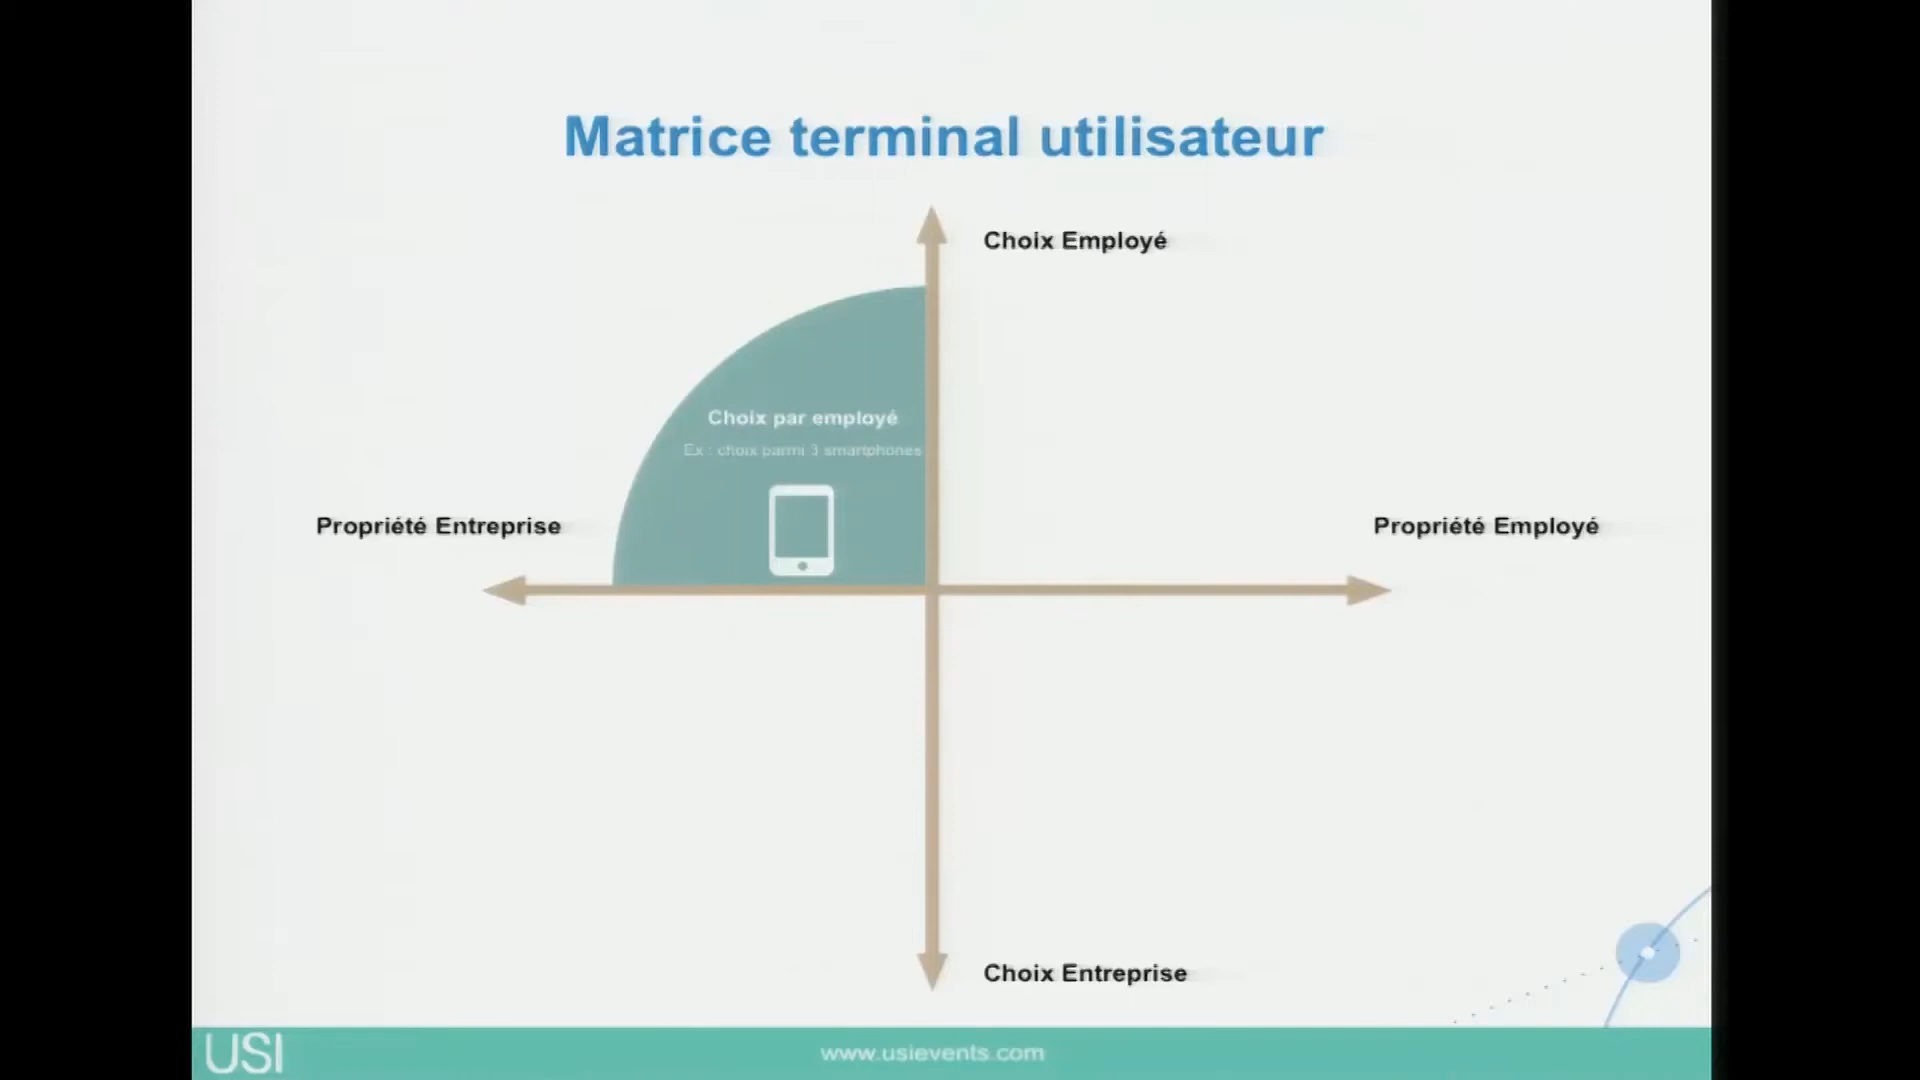 Matrice terminal utilisateur
Choix Employé
Choix par employé
Ex : choix parmi 3 smartphones
Propriété Entreprise
Propriété Employé
Choix Entreprise
USI
www.usievents.com